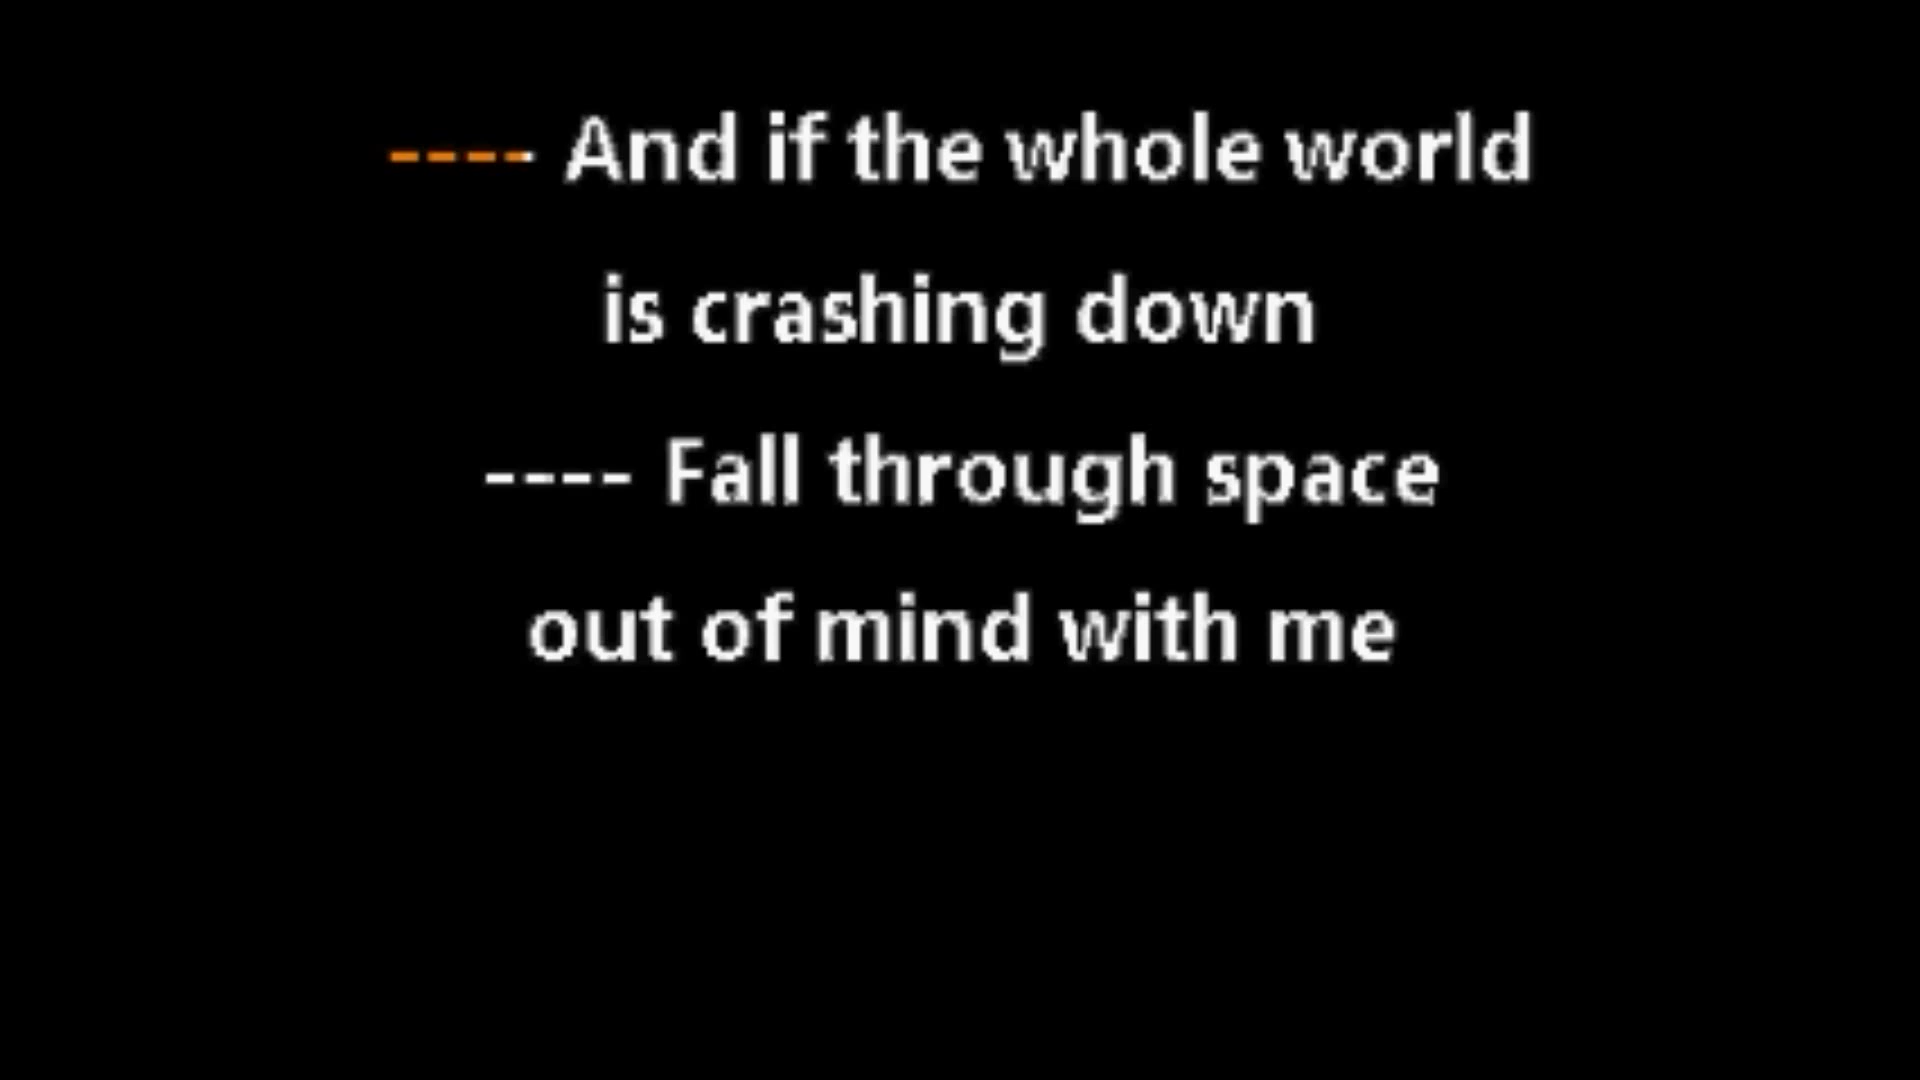 ---- And if the whole world
is crashing down
---- Fall through space
out of mind with me